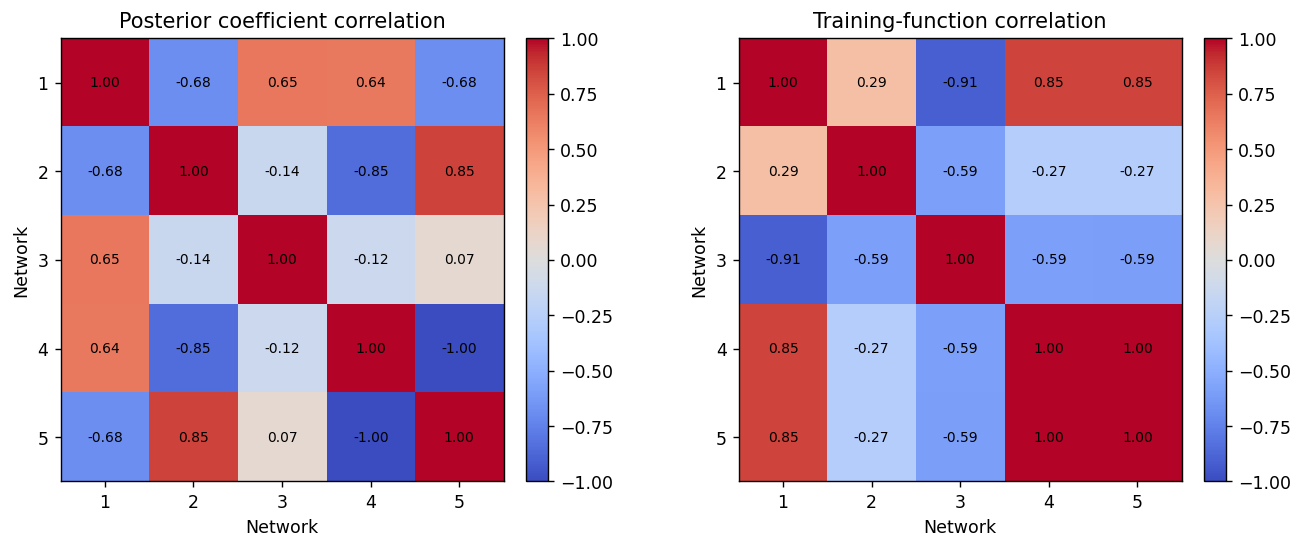 Posterior coefficient correlation
1 1.00 -0.68 0.65 0.64 -0.68
2 -0.68 1.00 -0.14 -0.85 0.85
3 0.65 -0.14 1.00 -0.12 0.07
4 0.64 -0.85 -0.12 1.00 -1.00
5 -0.68 0.85 0.07 -1.00 1.00
1 2 3 4 5
Network
Network
1.00
0.75
0.50
0.25
0.00
−0.25
−0.50
−0.75
−1.00
Training-function correlation
1 1.00 0.29 -0.91 0.85 0.85
2 0.29 1.00 -0.59 -0.27 -0.27
3 -0.91 -0.59 1.00 -0.59 -0.59
4 0.85 -0.27 -0.59 1.00 1.00
5 0.85 -0.27 -0.59 1.00 1.00
1 2 3 4 5
Network
Network
1.00
0.75
0.50
0.25
0.00
−0.25
−0.50
−0.75
−1.00